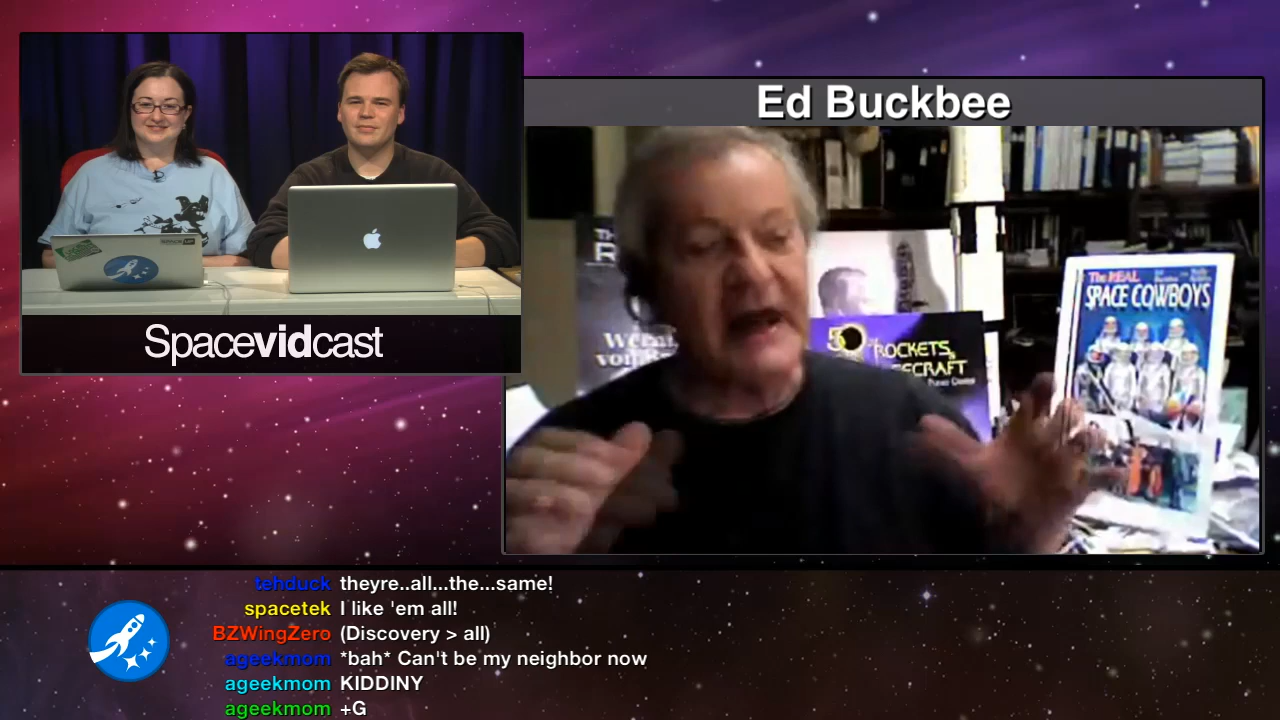 Ed Buckbee
Spacevidcast
The REAL
SPACE COWBOYS
50
ROCKETS
tehduck theyre..all...the...same!
spacetek I like 'em all!
BZWingZero (Discovery > all)
ageekmom *bah* Can't be my neighbor now
ageekmom KIDDINY
ageekmom +G